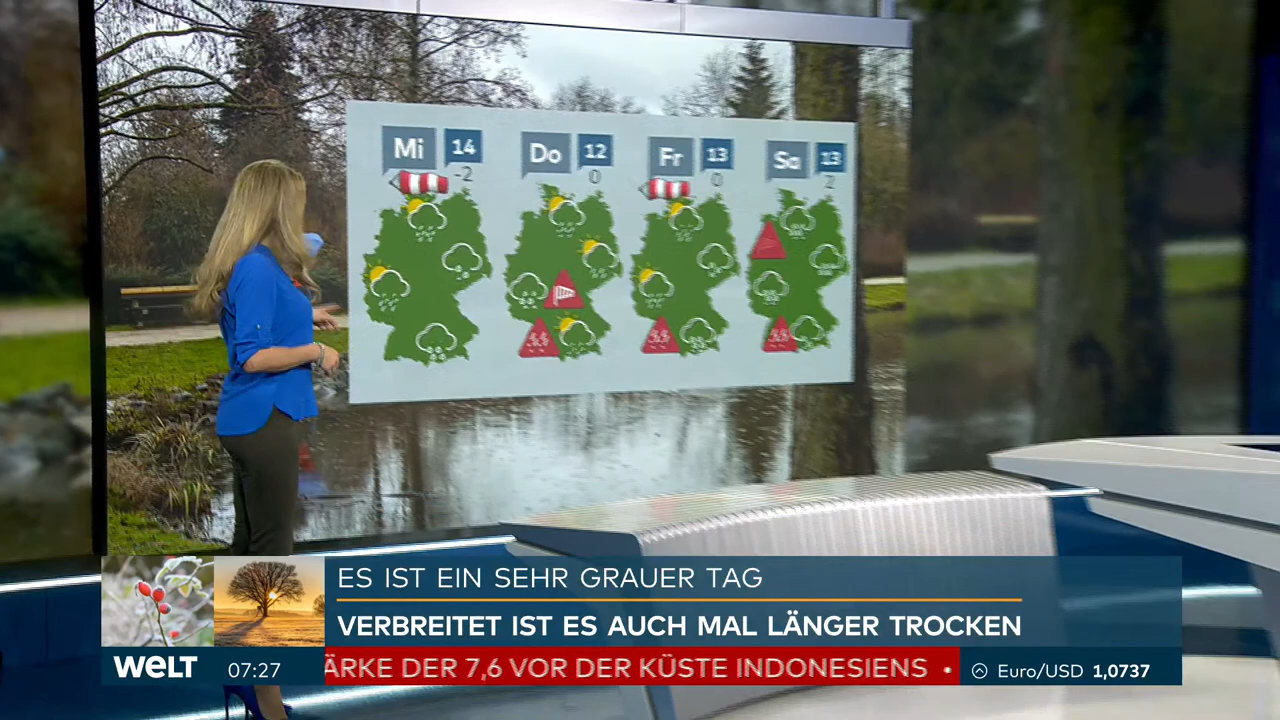 Mi 14 -2
Do 12 0
Fr 13 0
Sa 13 2
ES IST EIN SEHR GRAUER TAG
VERBREITET IST ES AUCH MAL LÄNGER TROCKEN
welt 07:27 ÄRKE DER 7,6 VOR DER KÜSTE INDONESIENS • Euro/USD 1,0737